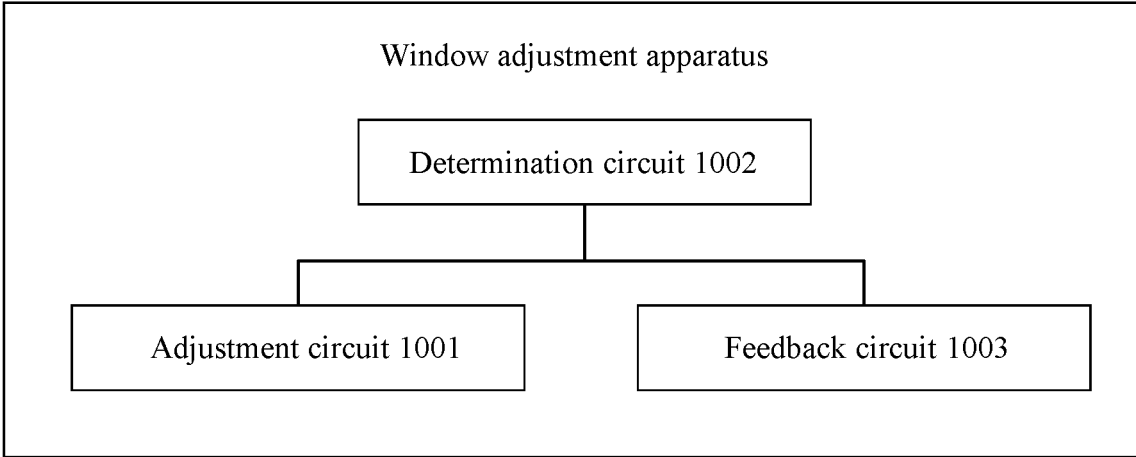 Window adjustment apparatus
Determination circuit 1002
Adjustment circuit 1001
Feedback circuit 1003